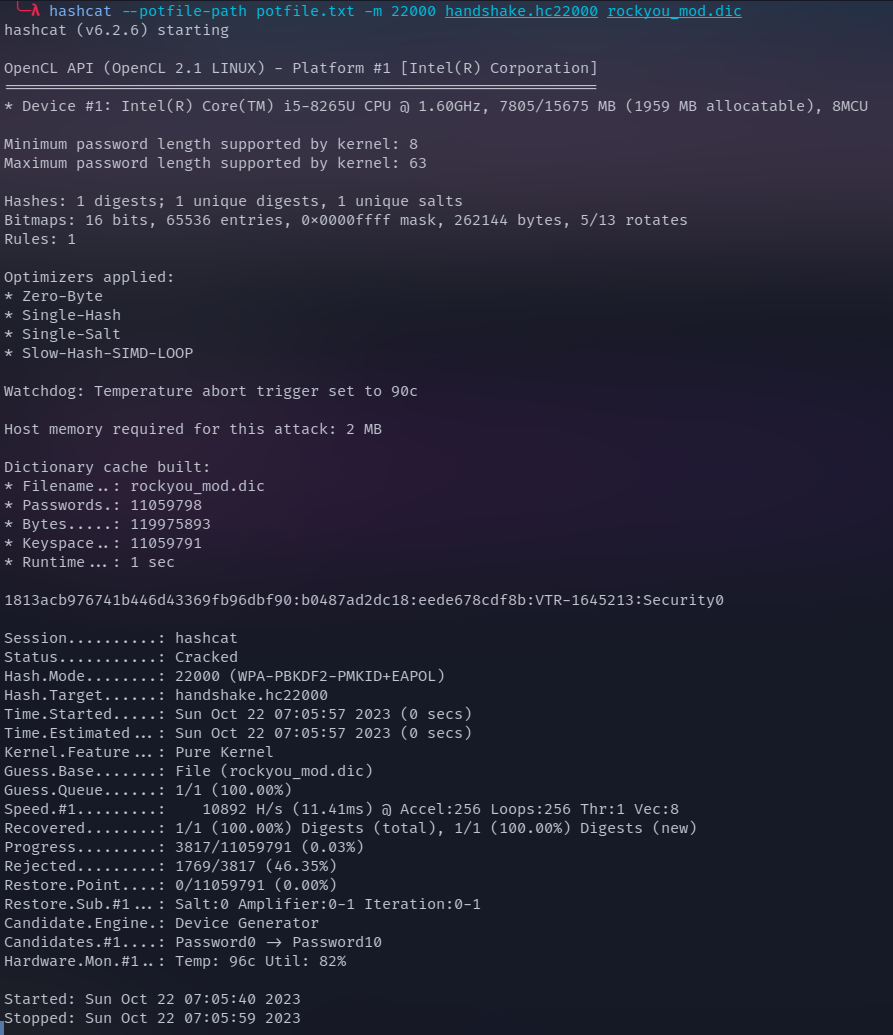 ╰─λ hashcat --potfile-path potfile.txt -m 22000 handshake.hc22000 rockyou_mod.dic
hashcat (v6.2.6) starting
OpenCL API (OpenCL 2.1 LINUX) - Platform #1 [Intel(R) Corporation]
==================================================================
* Device #1: Intel(R) Core(TM) i5-8265U CPU @ 1.60GHz, 7805/15675 MB (1959 MB allocatable), 8MCU
Minimum password length supported by kernel: 8
Maximum password length supported by kernel: 63
Hashes: 1 digests; 1 unique digests, 1 unique salts
Bitmaps: 16 bits, 65536 entries, 0x0000ffff mask, 262144 bytes, 5/13 rotates
Rules: 1
Optimizers applied:
* Zero-Byte
* Single-Hash
* Single-Salt
* Slow-Hash-SIMD-LOOP
Watchdog: Temperature abort trigger set to 90c
Host memory required for this attack: 2 MB
Dictionary cache built:
* Filename..: rockyou_mod.dic
* Passwords.: 11059798
* Bytes.....: 119975893
* Keyspace..: 11059791
* Runtime...: 1 sec
1813acb976741b446d43369fb96dbf90:b0487ad2dc18:eede678cdf8b:VTR-1645213:Security0
Session..........: hashcat
Status...........: Cracked
Hash.Mode........: 22000 (WPA-PBKDF2-PMKID+EAPOL)
Hash.Target......: handshake.hc22000
Time.Started.....: Sun Oct 22 07:05:57 2023 (0 secs)
Time.Estimated...: Sun Oct 22 07:05:57 2023 (0 secs)
Kernel.Feature...: Pure Kernel
Guess.Base.......: File (rockyou_mod.dic)
Guess.Queue......: 1/1 (100.00%)
Speed.#1.........:    10892 H/s (11.41ms) @ Accel:256 Loops:256 Thr:1 Vec:8
Recovered........: 1/1 (100.00%) Digests (total), 1/1 (100.00%) Digests (new)
Progress.........: 3817/11059791 (0.03%)
Rejected.........: 1769/3817 (46.35%)
Restore.Point....: 0/11059791 (0.00%)
Restore.Sub.#1...: Salt:0 Amplifier:0-1 Iteration:0-1
Candidate.Engine.: Device Generator
Candidates.#1....: Password0 -> Password10
Hardware.Mon.#1..: Temp: 96c Util: 82%
Started: Sun Oct 22 07:05:40 2023
Stopped: Sun Oct 22 07:05:59 2023